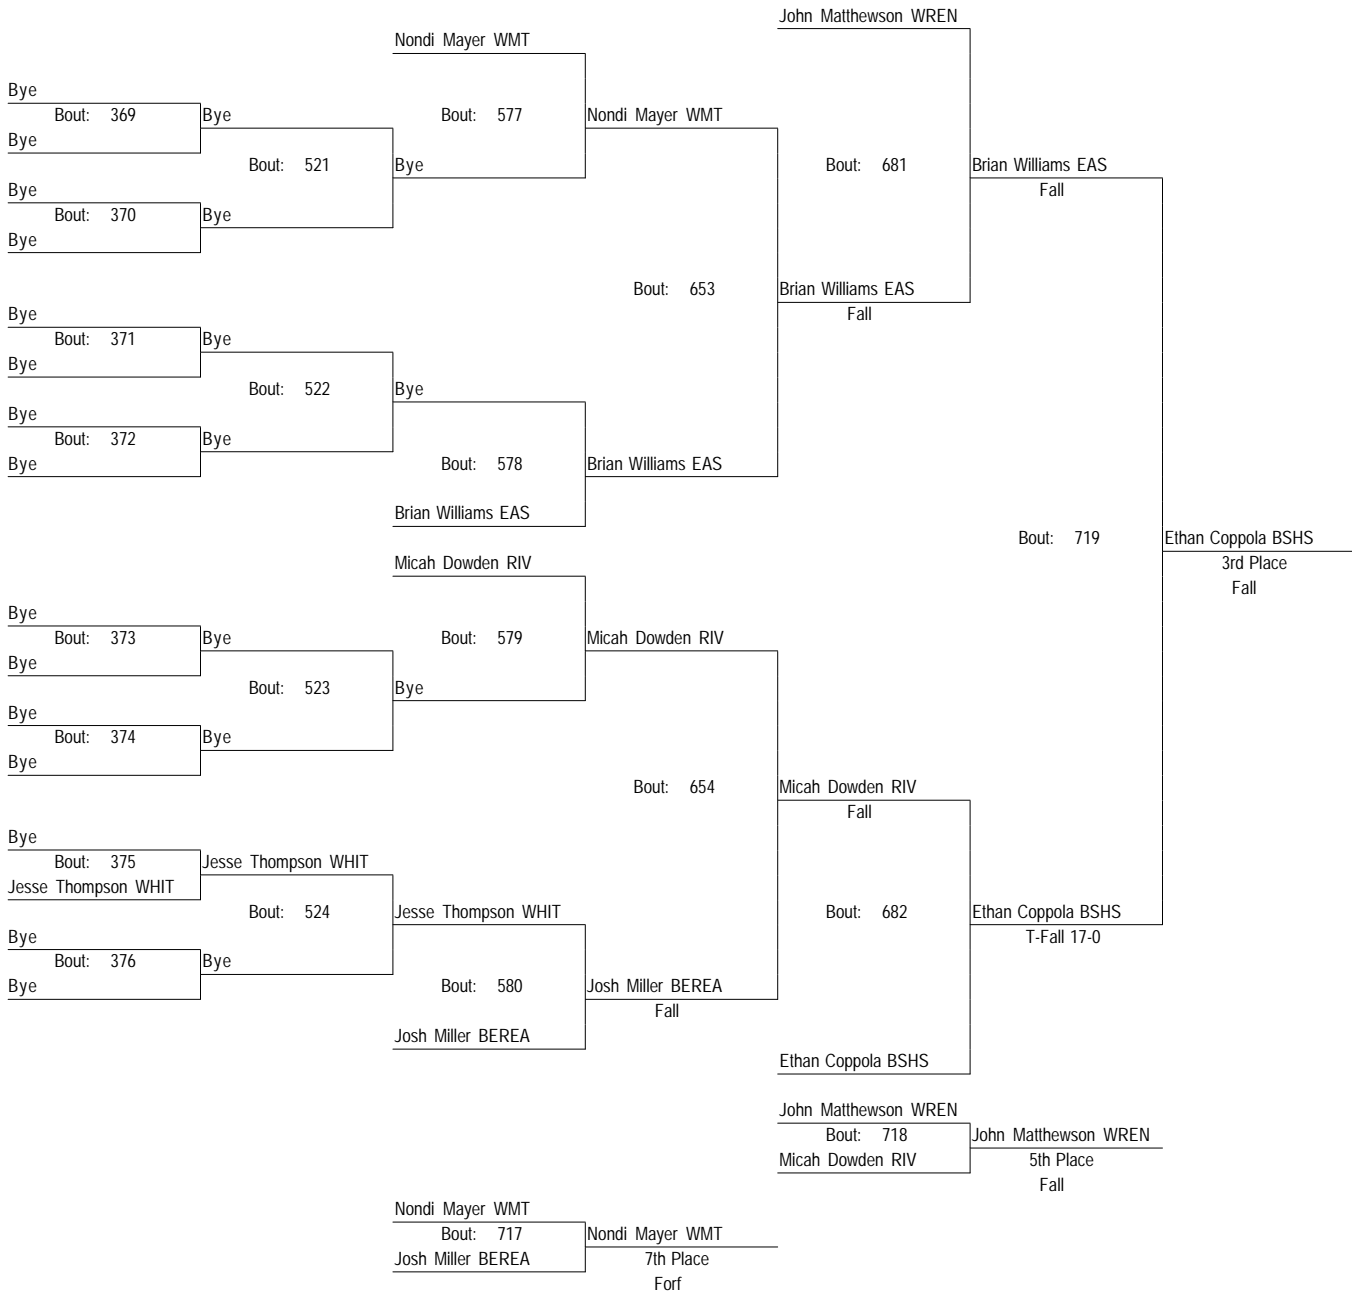 John Matthewson WREN
Nondi Mayer WMT
Bye
Bout: 369
Bye
Bout: 577
Nondi Mayer WMT
Bye
Bout: 521
Bye
Bout: 681
Brian Williams EAS
Fall
Bye
Bout: 370
Bye
Bye
Bout: 653
Brian Williams EAS
Fall
Bye
Bout: 371
Bye
Bye
Bout: 522
Bye
Bye
Bout: 372
Bye
Bye
Bout: 578
Brian Williams EAS
Brian Williams EAS
Bout: 719
Ethan Coppola BSHS
3rd Place
Fall
Micah Dowden RIV
Bye
Bout: 373
Bye
Bout: 579
Micah Dowden RIV
Bye
Bout: 523
Bye
Bye
Bout: 374
Bye
Bye
Bout: 654
Micah Dowden RIV
Fall
Bye
Bout: 375
Jesse Thompson WHIT
Jesse Thompson WHIT
Bout: 524
Jesse Thompson WHIT
Bout: 682
Ethan Coppola BSHS
T-Fall 17-0
Bye
Bout: 376
Bye
Bye
Bout: 580
Josh Miller BEREA
Fall
Josh Miller BEREA
Ethan Coppola BSHS
John Matthewson WREN
Bout: 718
John Matthewson WREN
Micah Dowden RIV
5th Place
Fall
Nondi Mayer WMT
Bout: 717
Nondi Mayer WMT
Josh Miller BEREA
7th Place
Forf